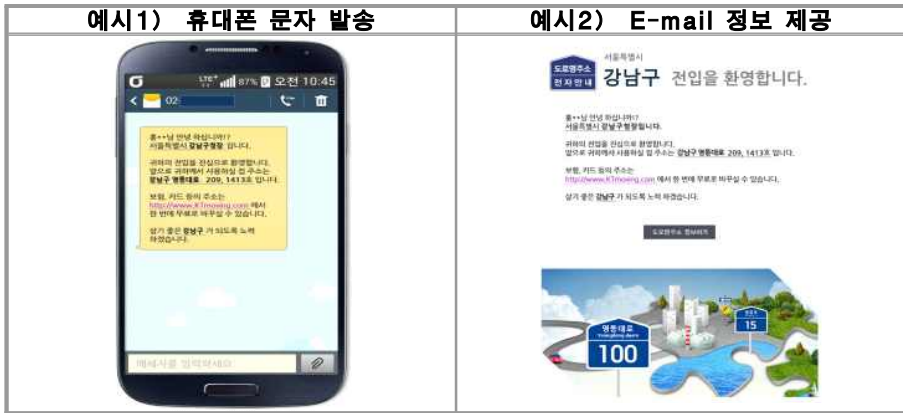 예시1) 휴대폰 문자 발송
예시2) E-mail 정보 제공
LTE 87% 오전 10:45
02
홍**님 안녕 하십니까!?
서울특별시 강남구청장 입니다.
귀하의 전입을 진심으로 환영합니다.
앞으로 귀하께서 사용하실 집 주소는
강남구 영동대로 209, 1413호 입니다.
보험, 카드 등의 주소는
http://www.KTmoving.com 에서
한 번에 무료로 바꾸실 수 있습니다.
살기 좋은 강남구 가 되도록 노력
하겠습니다.
메세지를 입력하세요
서울특별시
도로명주소
전자안내
강남구 전입을 환영합니다.
홍**님 안녕 하십니까!?
서울특별시 강남구청장입니다.
귀하의 전입을 진심으로 환영합니다.
앞으로 귀하께서 사용하실 집 주소는 강남구 영동대로 209, 1413호 입니다.
보험, 카드 등의 주소는
http://www.KTmoving.com 에서 한 번에 무료로 바꾸실 수 있습니다.
살기 좋은 강남구 가 되도록 노력 하겠습니다.
도로명주소
영동대로
100
15